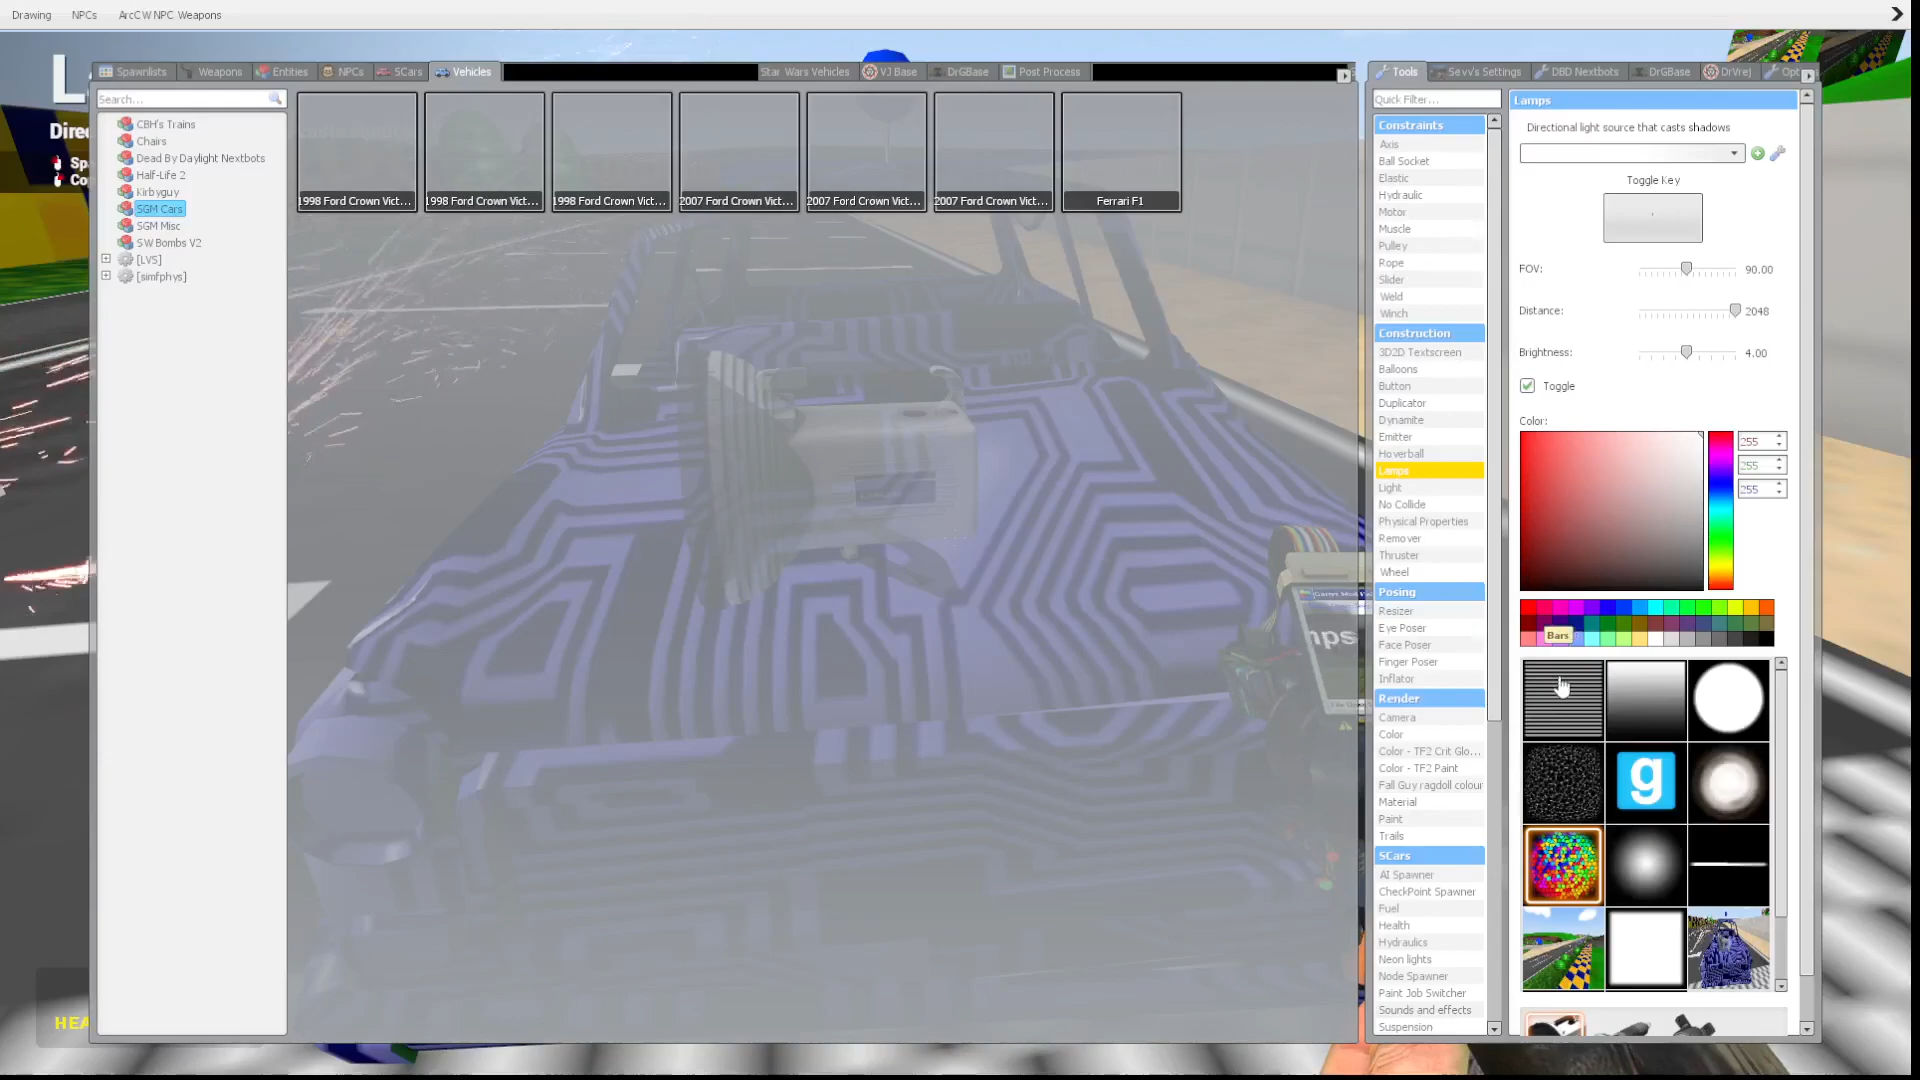 Drawing NPCs ArcCW NPC Weapons
Spawnlists Weapons Entities NPCs SCars Vehicles Star Wars Vehicles VJ Base DrGBase Post Process
Search...
CBH's Trains
Chairs
Dead By Daylight Nextbots
Half-Life 2
Kirbyguy
SGM Cars
SGM Misc
SW Bombs V2
[LVS]
[simfphys]
1998 Ford Crown Vict... 1998 Ford Crown Vict... 1998 Ford Crown Vict... 2007 Ford Crown Vict... 2007 Ford Crown Vict... 2007 Ford Crown Vict... Ferrari F1
Tools Sevv's Settings DBD Nextbots DrGBase DrVrej Opt
Quick Filter...
Constraints
Axis
Ball Socket
Elastic
Hydraulic
Motor
Muscle
Pulley
Rope
Slider
Weld
Winch
Construction
3D2D Textscreen
Balloons
Button
Duplicator
Dynamite
Emitter
Hoverball
Lamps
Light
No Collide
Physical Properties
Remover
Thruster
Wheel
Posing
Resizer
Eye Poser
Face Poser
Finger Poser
Inflator
Render
Camera
Color
Color - TF2 Crit Glo...
Color - TF2 Paint
Fall Guy ragdoll colour
Material
Paint
Trails
SCars
AI Spawner
CheckPoint Spawner
Fuel
Health
Hydraulics
Neon lights
Node Spawner
Paint Job Switcher
Sounds and effects
Suspension
Lamps
Directional light source that casts shadows
Toggle Key
FOV: 90.00
Distance: 2048
Brightness: 4.00
Toggle
Color:
255
255
255
Bars
g
L
Dire
Sp
Co
HEA
mps